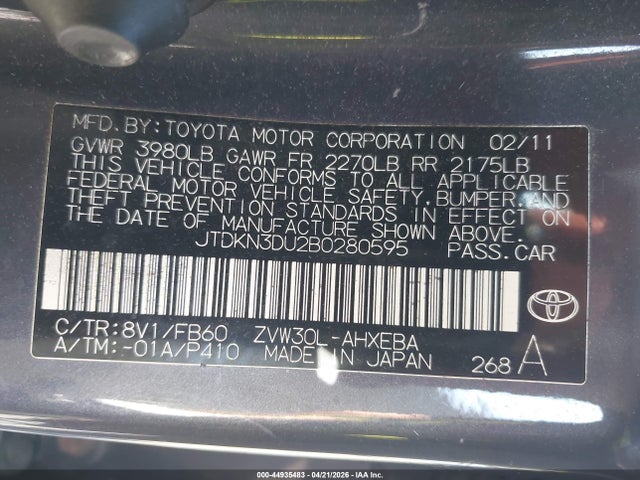 MFD.BY:TOYOTA MOTOR CORPORATION 02/11
GVWR 3980LB GAWR FR 2270LB RR 2175LB
THIS VEHICLE CONFORMS TO ALL APPLICABLE
FEDERAL MOTOR VEHICLE SAFETY,BUMPER,AND
THEFT PREVENTION STANDARDS IN EFFECT ON
THE DATE OF MANUFACTURE SHOWN ABOVE.
JTDKN3DU2B0280595 PASS.CAR
C/TR:8V1/FB60 ZVW30L-AHXEBA
A/TM:-01A/P410 MADE IN JAPAN 268A
000-44935483 - 04/21/2026 - IAA Inc.